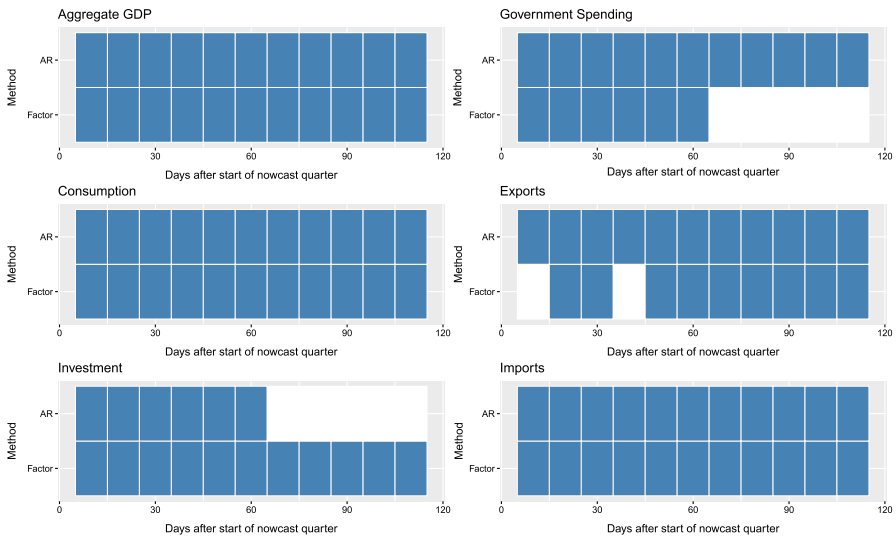 Aggregate GDP
Method
AR
Factor
0 30 60 90 120
Days after start of nowcast quarter
Government Spending
Method
AR
Factor
0 30 60 90 120
Days after start of nowcast quarter
Consumption
Method
AR
Factor
0 30 60 90 120
Days after start of nowcast quarter
Exports
Method
AR
Factor
0 30 60 90 120
Days after start of nowcast quarter
Investment
Method
AR
Factor
0 30 60 90 120
Days after start of nowcast quarter
Imports
Method
AR
Factor
0 30 60 90 120
Days after start of nowcast quarter